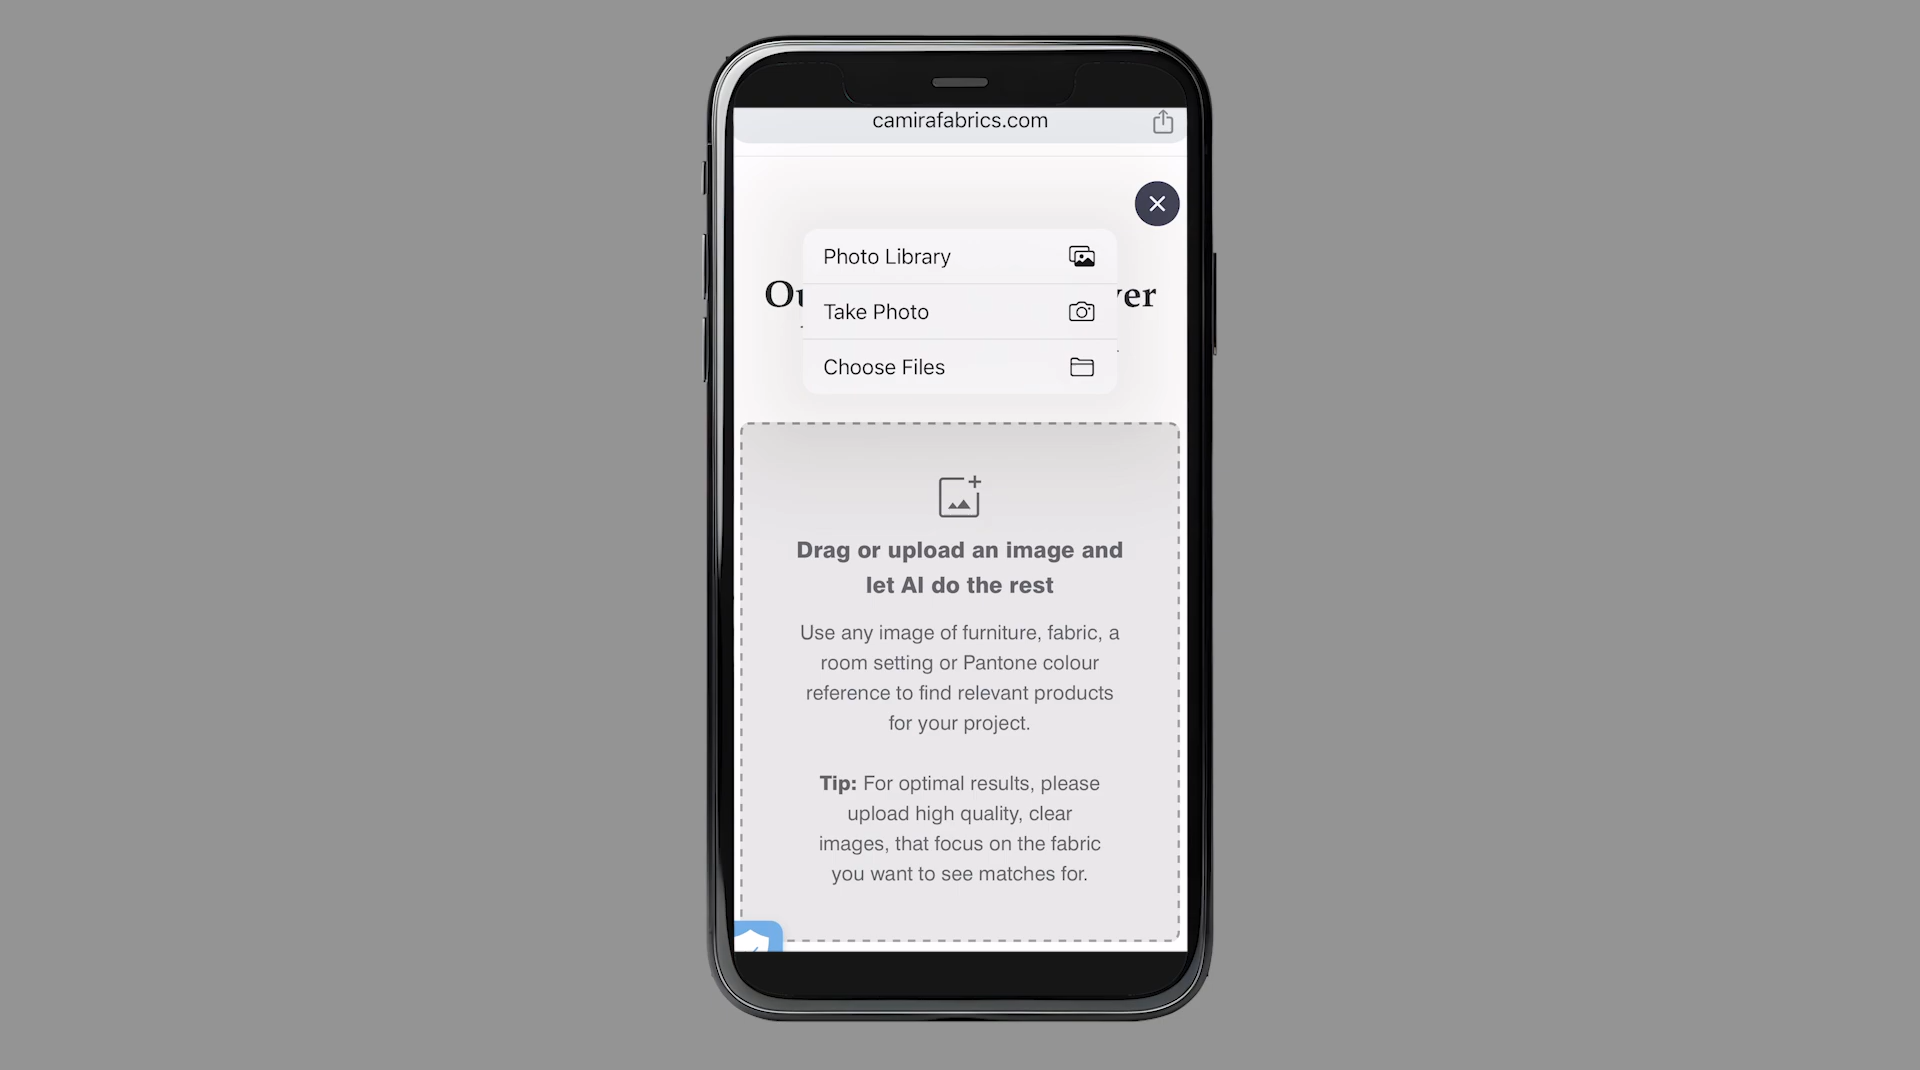 camirafabrics.com
Photo Library
Take Photo
Choose Files
Drag or upload an image and
let AI do the rest
Use any image of furniture, fabric, a
room setting or Pantone colour
reference to find relevant products
for your project.
Tip: For optimal results, please
upload high quality, clear
images, that focus on the fabric
you want to see matches for.